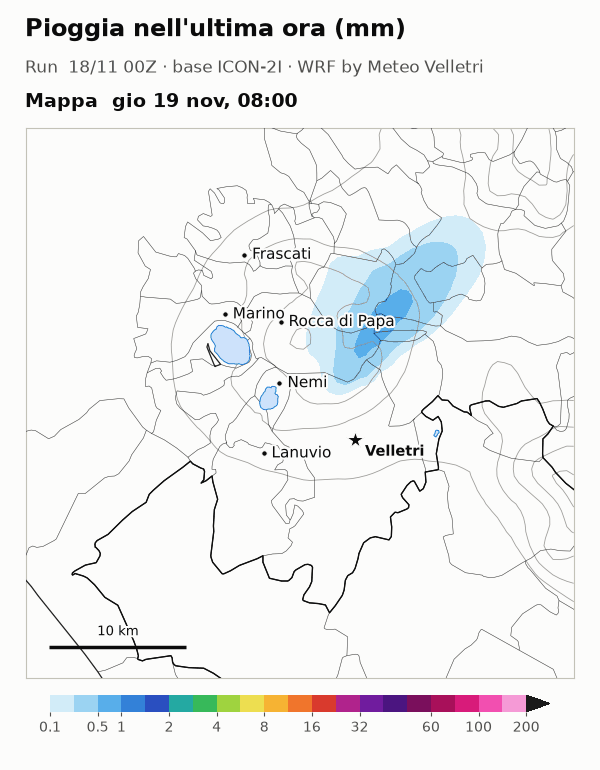 Pioggia nell'ultima ora (mm)
Run 18/11 00Z · base ICON-2I · WRF by Meteo Velletri
Mappa gio 19 nov, 08:00
Frascati
Marino
Rocca di Papa
Nemi
Velletri
Lanuvio
10 km
0.1 0.5 1 2 4 8 16 32 60 100 200